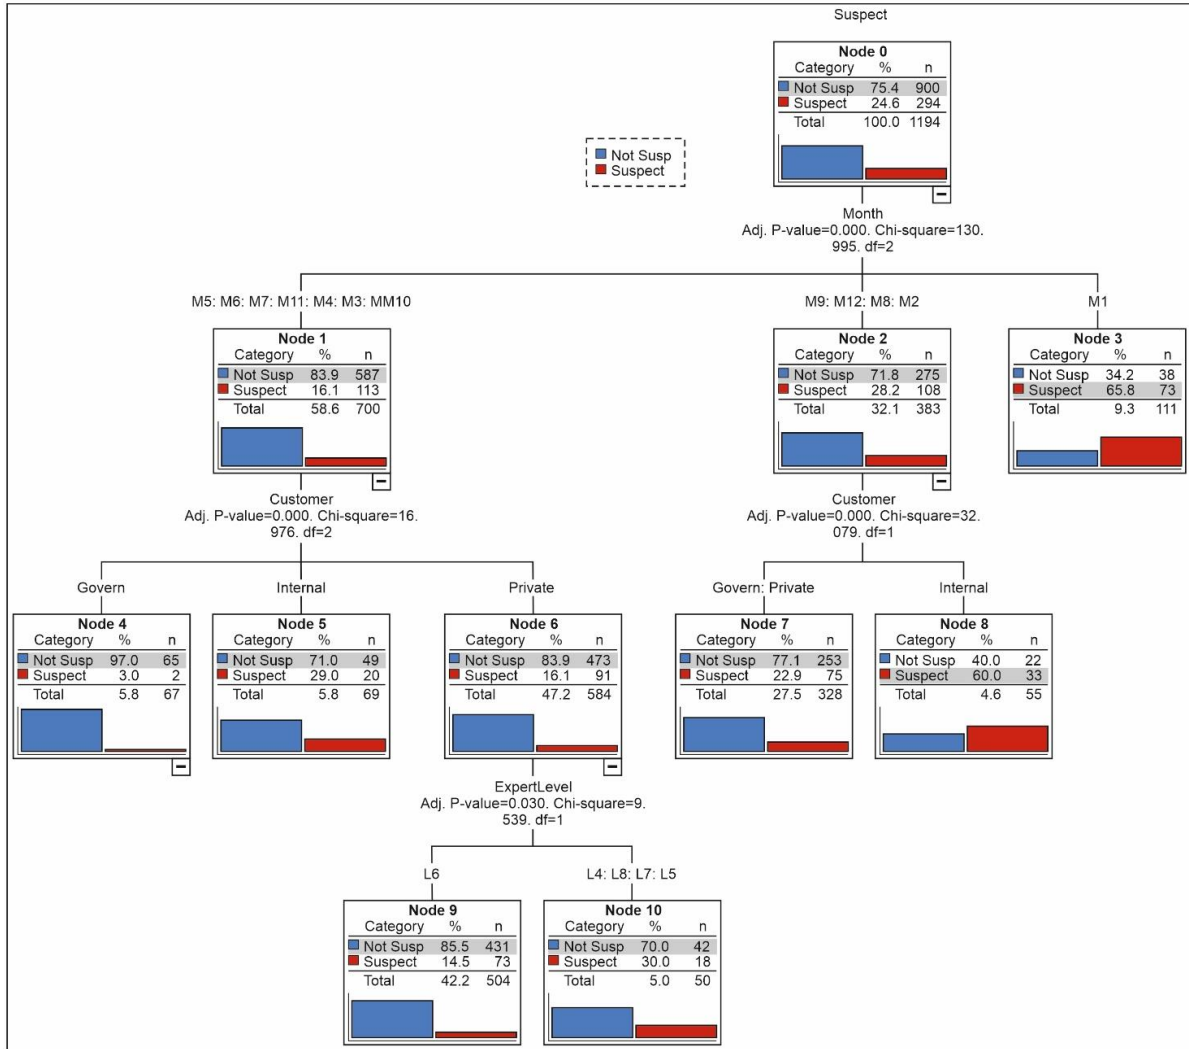 Suspect
Node 0
Category % n
Not Susp 75.4 900
Suspect 24.6 294
Total 100.0 1194
Not Susp
Suspect
Month
Adj. P-value=0.000. Chi-square=130.
995. df=2
M5: M6: M7: M11: M4: M3: MM10
M9: M12: M8: M2
M1
Node 1
Category % n
Not Susp 83.9 587
Suspect 16.1 113
Total 58.6 700
Node 2
Category % n
Not Susp 71.8 275
Suspect 28.2 108
Total 32.1 383
Node 3
Category % n
Not Susp 34.2 38
Suspect 65.8 73
Total 9.3 111
Customer
Adj. P-value=0.000. Chi-square=16.
976. df=2
Customer
Adj. P-value=0.000. Chi-square=32.
079. df=1
Govern
Internal
Private
Govern: Private
Internal
Node 4
Category % n
Not Susp 97.0 65
Suspect 3.0 2
Total 5.8 67
Node 5
Category % n
Not Susp 71.0 49
Suspect 29.0 20
Total 5.8 69
Node 6
Category % n
Not Susp 83.9 473
Suspect 16.1 91
Total 47.2 584
Node 7
Category % n
Not Susp 77.1 253
Suspect 22.9 75
Total 27.5 328
Node 8
Category % n
Not Susp 40.0 22
Suspect 60.0 33
Total 4.6 55
ExpertLevel
Adj. P-value=0.030. Chi-square=9.
539. df=1
L6
L4: L8: L7: L5
Node 9
Category % n
Not Susp 85.5 431
Suspect 14.5 73
Total 42.2 504
Node 10
Category % n
Not Susp 70.0 42
Suspect 30.0 18
Total 5.0 50